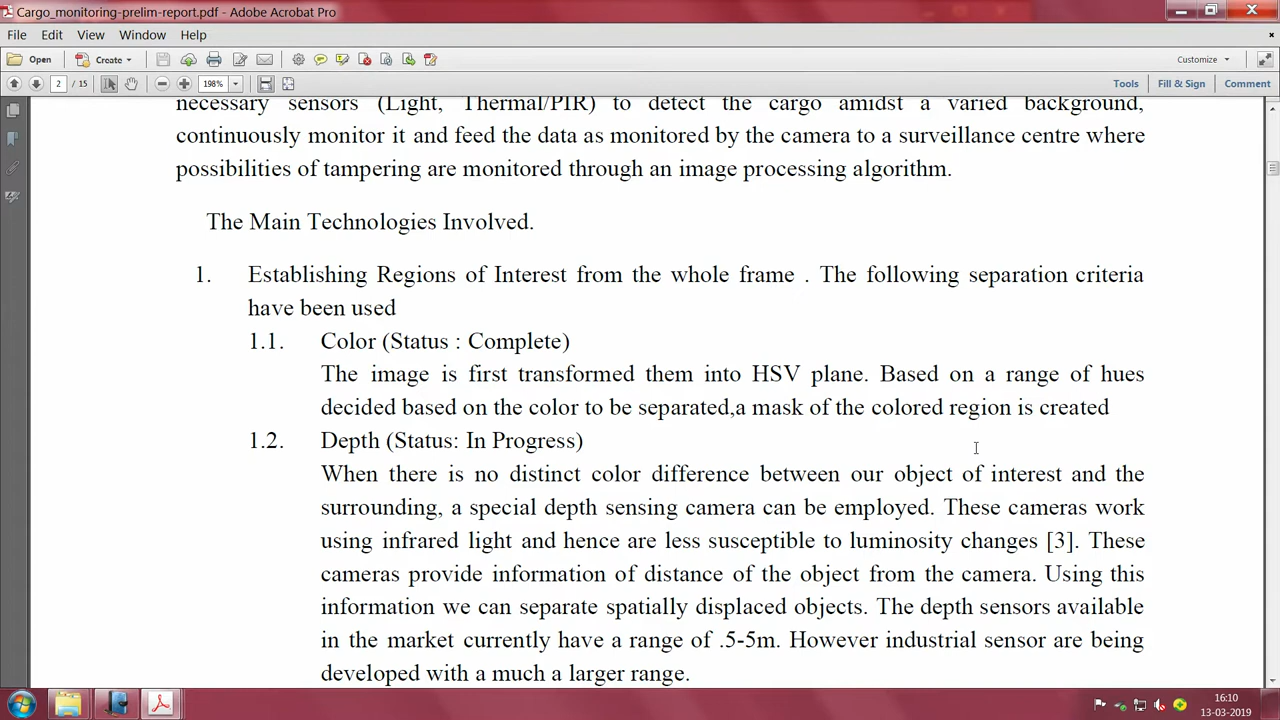 Cargo_monitoring-prelim-report.pdf - Adobe Acrobat Pro
File Edit View Window Help
Open Create Customize
2 / 15 198% Tools Fill & Sign Comment
necessary sensors (Light, Thermal/PIR) to detect the cargo amidst a varied background,
continuously monitor it and feed the data as monitored by the camera to a surveillance centre where
possibilities of tampering are monitored through an image processing algorithm.
The Main Technologies Involved.
1. Establishing Regions of Interest from the whole frame . The following separation criteria
have been used
1.1. Color (Status : Complete)
The image is first transformed them into HSV plane. Based on a range of hues
decided based on the color to be separated,a mask of the colored region is created
1.2. Depth (Status: In Progress)
When there is no distinct color difference between our object of interest and the
surrounding, a special depth sensing camera can be employed. These cameras work
using infrared light and hence are less susceptible to luminosity changes [3]. These
cameras provide information of distance of the object from the camera. Using this
information we can separate spatially displaced objects. The depth sensors available
in the market currently have a range of .5-5m. However industrial sensor are being
developed with a much a larger range.
16:10
13-03-2019